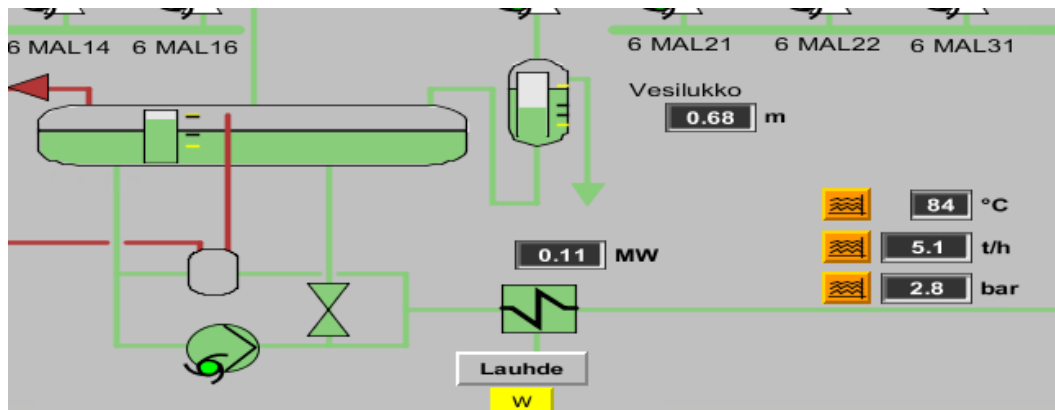 6 MAL14 6 MAL16 6 MAL21 6 MAL22 6 MAL31
Vesilukko
0.68 m
84 °C
0.11 MW 5.1 t/h
2.8 bar
Lauhde
W